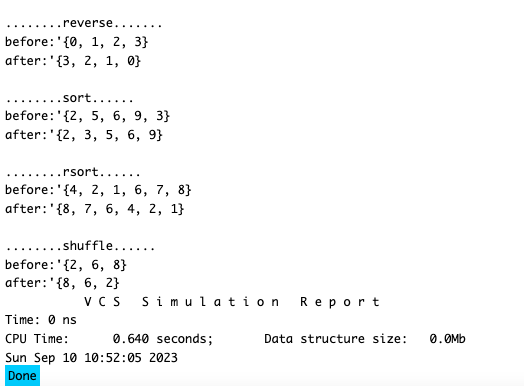 ........reverse.......
before:'{0, 1, 2, 3}
after:'{3, 2, 1, 0}
........sort......
before:'{2, 5, 6, 9, 3}
after:'{2, 3, 5, 6, 9}
........rsort......
before:'{4, 2, 1, 6, 7, 8}
after:'{8, 7, 6, 4, 2, 1}
........shuffle......
before:'{2, 6, 8}
after:'{8, 6, 2}
V C S   S i m u l a t i o n   R e p o r t
Time: 0 ns
CPU Time:      0.640 seconds;       Data structure size:   0.0Mb
Sun Sep 10 10:52:05 2023
Done